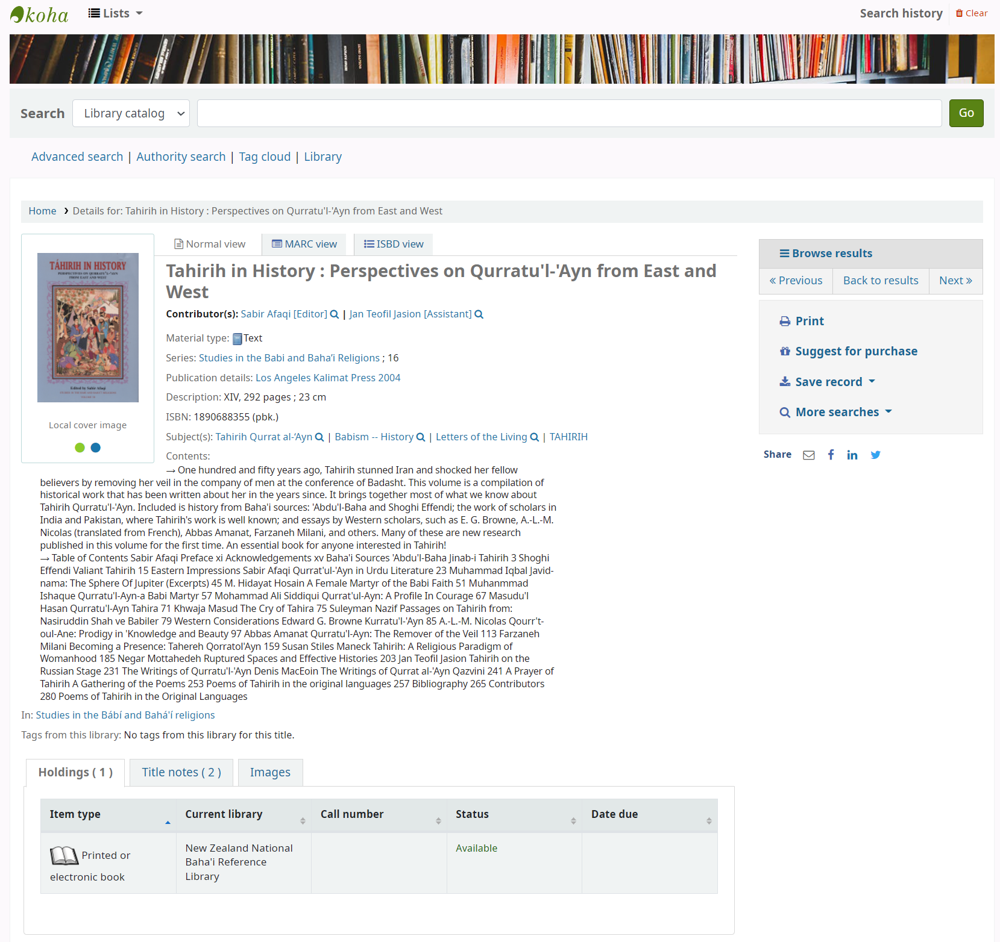 koha
Lists
Search history
Clear
Search
Library catalog
Go
Advanced search | Authority search | Tag cloud | Library
Home › Details for: Tahirih in History : Perspectives on Qurratu'l-'Ayn from East and West
TÁHIRIH IN HISTORY
PERSPECTIVES ON QURRATU'L-'AYN
FROM EAST AND WEST
Edited by Sabir Afaqi
Local cover image
Normal view
MARC view
ISBD view
Tahirih in History : Perspectives on Qurratu'l-'Ayn from East and
West
Contributor(s): Sabir Afaqi [Editor] | Jan Teofil Jasion [Assistant]
Material type: Text
Series: Studies in the Babi and Baha’i Religions ; 16
Publication details: Los Angeles Kalimat Press 2004
Description: XIV, 292 pages ; 23 cm
ISBN: 1890688355 (pbk.)
Subject(s): Tahirih Qurrat al-‘Ayn | Babism -- History | Letters of the Living | TAHIRIH
Contents:
→ One hundred and fifty years ago, Tahirih stunned Iran and shocked her fellow
believers by removing her veil in the company of men at the conference of Badasht. This volume is a compilation of
historical work that has been written about her in the years since. It brings together most of what we know about
Tahirih Qurratu'l-'Ayn. Included is history from Baha'i sources: 'Abdu'l-Baha and Shoghi Effendi; the work of scholars in
India and Pakistan, where Tahirih's work is well known; and essays by Western scholars, such as E. G. Browne, A.-L.-M.
Nicolas (translated from French), Abbas Amanat, Farzaneh Milani, and others. Many of these are new research
published in this volume for the first time. An essential book for anyone interested in Tahirih!
→ Table of Contents Sabir Afaqi Preface xi Acknowledgements xv Baha'i Sources 'Abdu'l-Baha Jinab-i Tahirih 3 Shoghi
Effendi Valiant Tahirih 15 Eastern Impressions Sabir Afaqi Qurrat'ul-'Ayn in Urdu Literature 23 Muhammad Iqbal Javid-
nama: The Sphere Of Jupiter (Excerpts) 45 M. Hidayat Hosain A Female Martyr of the Babi Faith 51 Muhanmmad
Ishaque Qurratu'l-Ayn-a Babi Martyr 57 Mohammad Ali Siddiqui Qurrat'ul-Ayn: A Profile In Courage 67 Masudu'l
Hasan Qurratu'l-Ayn Tahira 71 Khwaja Masud The Cry of Tahira 75 Suleyman Nazif Passages on Tahirih from:
Nasiruddin Shah ve Babiler 79 Western Considerations Edward G. Browne Kurratu'l-'Ayn 85 A.-L.-M. Nicolas Qourr't-
oul-Ane: Prodigy in 'Knowledge and Beauty 97 Abbas Amanat Qurratu'l-Ayn: The Remover of the Veil 113 Farzaneh
Milani Becoming a Presence: Tahereh Qorratol'Ayn 159 Susan Stiles Maneck Tahirih: A Religious Paradigm of
Womanhood 185 Negar Mottahedeh Ruptured Spaces and Effective Histories 203 Jan Teofil Jasion Tahirih on the
Russian Stage 231 The Writings of Qurratu'l-'Ayn Denis MacEoin The Writings of Qurrat al-'Ayn Qazvini 241 A Prayer of
Tahirih A Gathering of the Poems 253 Poems of Tahirih in the original languages 257 Bibliography 265 Contributors
280 Poems of Tahirih in the Original Languages
In: Studies in the Bábí and Bahá'í religions
Tags from this library: No tags from this library for this title.
Browse results
« Previous
Back to results
Next »
Print
Suggest for purchase
Save record
More searches
Share
Holdings ( 1 )
Title notes ( 2 )
Images
Item type
Current library
Call number
Status
Date due
Printed or
electronic book
New Zealand National
Baha'i Reference
Library
Available